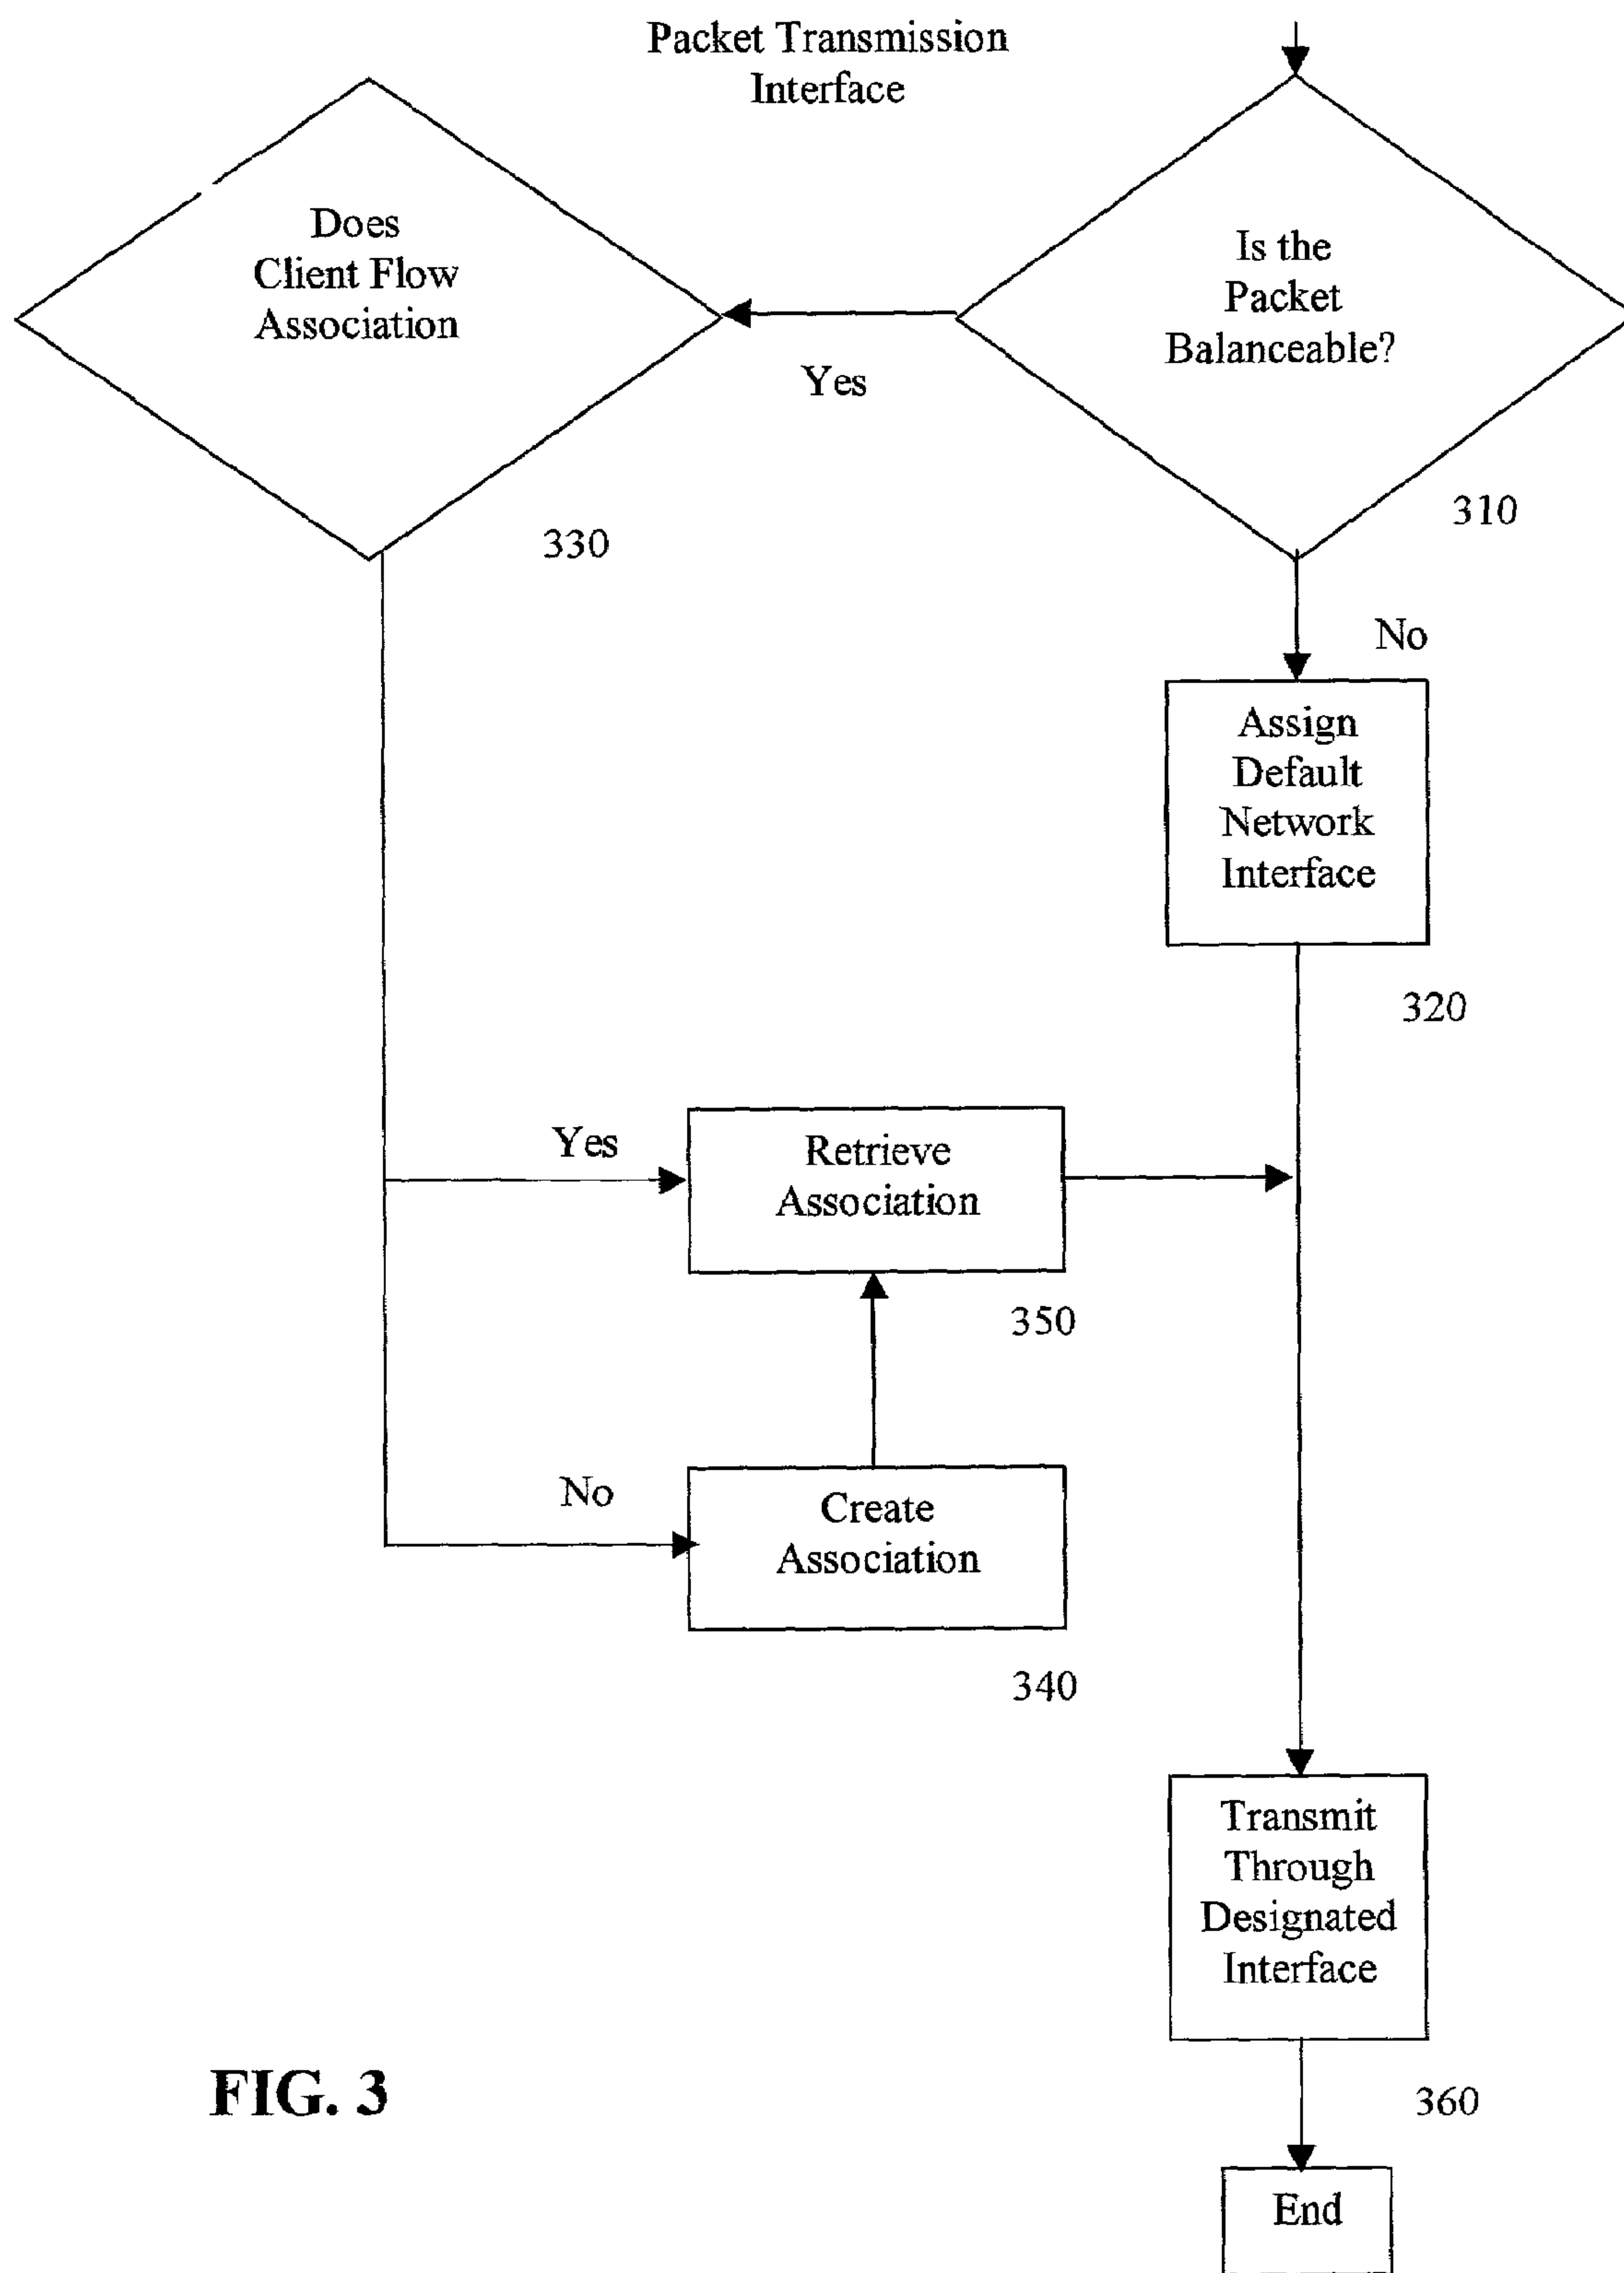 Packet Transmission
Interface
Does
Client Flow
Association
Is the
Packet
Balanceable?
Yes
310
330
No
Assign
Default
Network
Interface
320
Yes
Retrieve
Association
350
No
Create
Association
340
Transmit
Through
Designated
Interface
360
FIG. 3
End